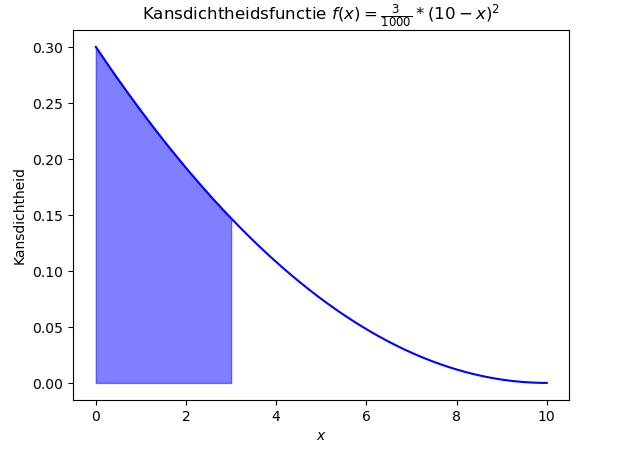 Kansdichtheidsfunctie f(x) = 3/1000 * (10 − x)²
0.30
0.25
0.20
0.15
0.10
0.05
0.00
Kansdichtheid
0 2 4 6 8 10
x